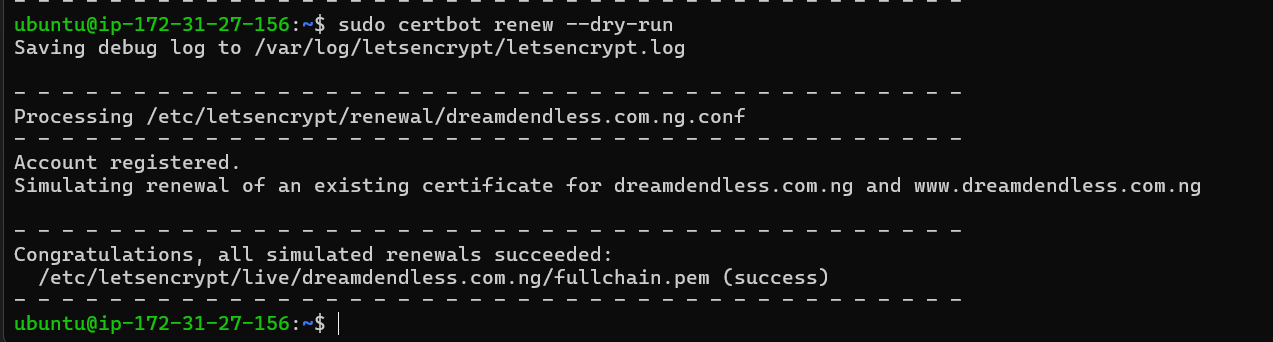 - - - - - - - - - - - - - - - - - - - - - - - - - - - - - - - - - - - - - - - -
ubuntu@ip-172-31-27-156:~$ sudo certbot renew --dry-run
Saving debug log to /var/log/letsencrypt/letsencrypt.log
- - - - - - - - - - - - - - - - - - - - - - - - - - - - - - - - - - - - - - - -
Processing /etc/letsencrypt/renewal/dreamdendless.com.ng.conf
- - - - - - - - - - - - - - - - - - - - - - - - - - - - - - - - - - - - - - - -
Account registered.
Simulating renewal of an existing certificate for dreamdendless.com.ng and www.dreamdendless.com.ng
- - - - - - - - - - - - - - - - - - - - - - - - - - - - - - - - - - - - - - - -
Congratulations, all simulated renewals succeeded:
  /etc/letsencrypt/live/dreamdendless.com.ng/fullchain.pem (success)
- - - - - - - - - - - - - - - - - - - - - - - - - - - - - - - - - - - - - - - -
ubuntu@ip-172-31-27-156:~$